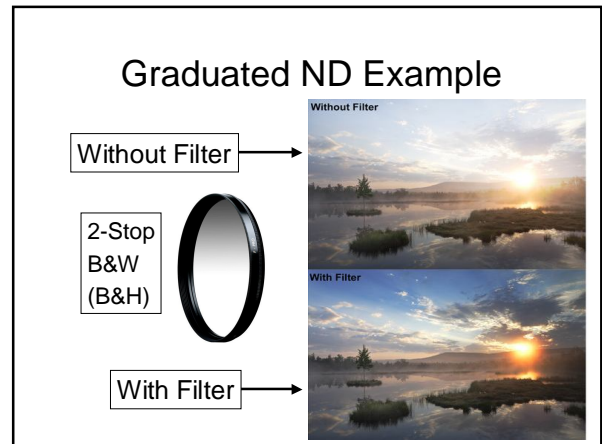 Graduated ND Example
Without Filter
Without Filter
2-Stop
B&W
(B&H)
With Filter
With Filter